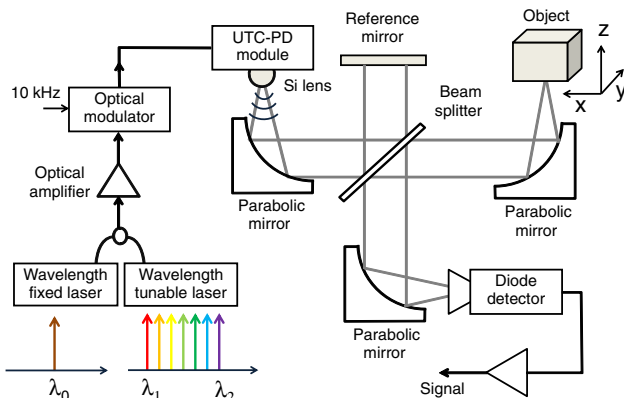 UTC-PD
module
Reference
mirror
Object
z
x
y
Si lens
10 kHz
Optical
modulator
Beam
splitter
Optical
amplifier
Parabolic
mirror
Parabolic
mirror
Wavelength
fixed laser
Wavelength
tunable laser
Diode
detector
Parabolic
mirror
λ0
λ1
λ2
Signal